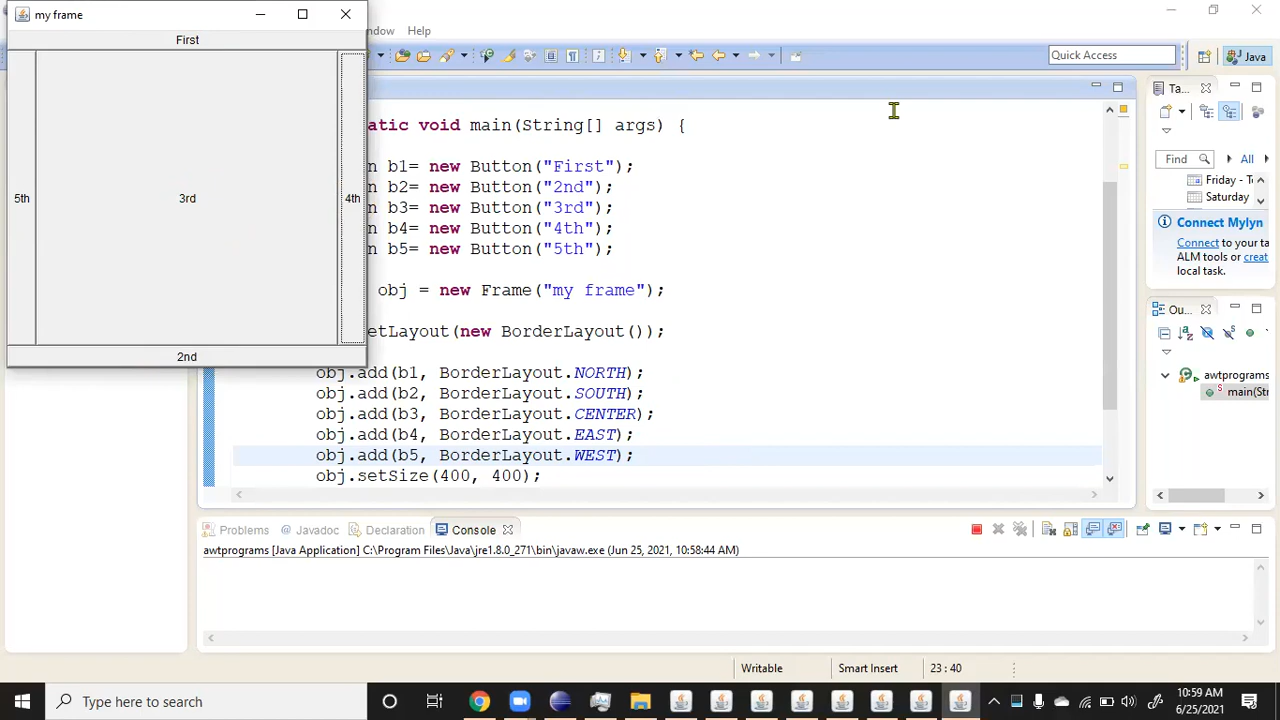 my frame
First
5th
3rd
4th
2nd
ndow Help
Quick Access
Java
atic void main(String[] args) {
n b1= new Button("First");
n b2= new Button("2nd");
n b3= new Button("3rd");
n b4= new Button("4th");
n b5= new Button("5th");
obj = new Frame("my frame");
etLayout(new BorderLayout());
obj.add(b1, BorderLayout.NORTH);
obj.add(b2, BorderLayout.SOUTH);
obj.add(b3, BorderLayout.CENTER);
obj.add(b4, BorderLayout.EAST);
obj.add(b5, BorderLayout.WEST);
obj.setSize(400, 400);
Ta...
Find
All
Friday - T
Saturday
Connect Mylyn
Connect to your ta
ALM tools or creat
local task.
Ou...
awtprograms
main(Str
Problems @ Javadoc Declaration Console
awtprograms [Java Application] C:\Program Files\Java\jre1.8.0_271\bin\javaw.exe (Jun 25, 2021, 10:58:44 AM)
Writable
Smart Insert
23 : 40
Type here to search
10:59 AM
6/25/2021